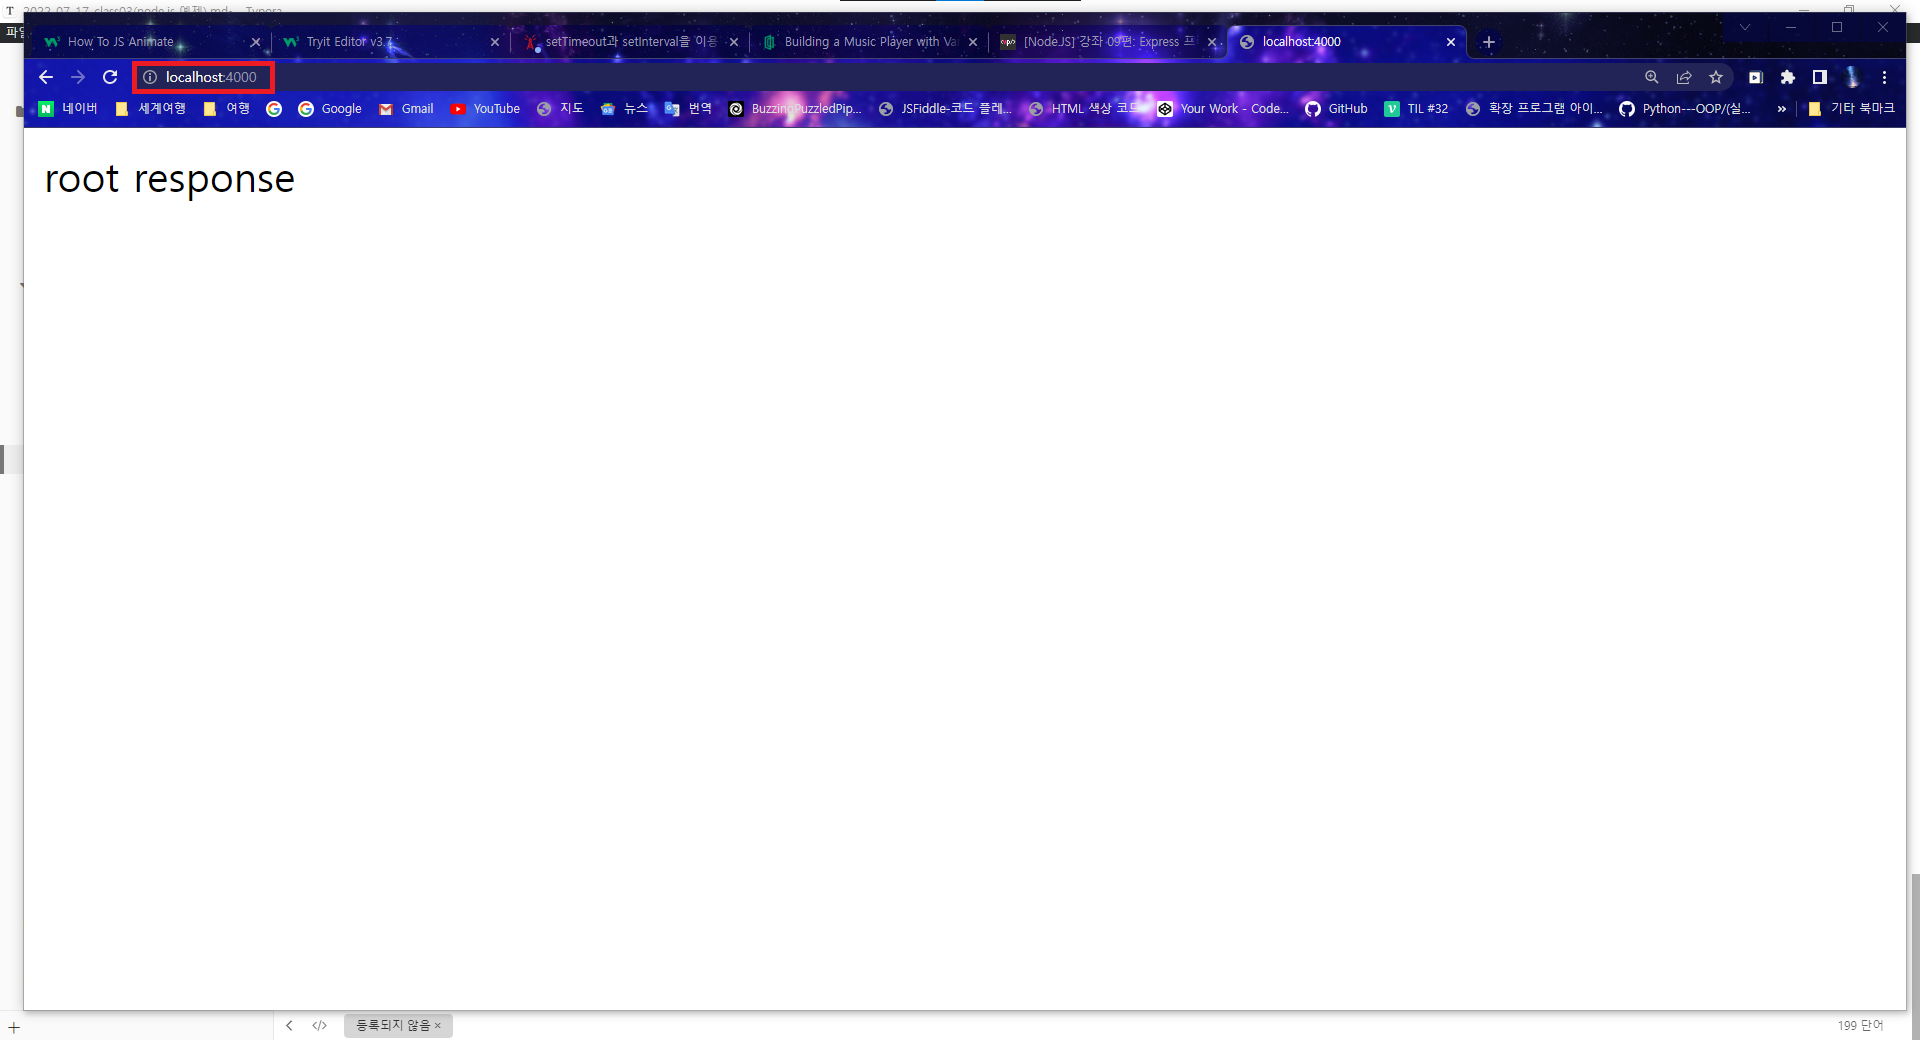 파일
How To JS Animate
Tryit Editor v3.7
setTimeout과 setInterval을 이용
Building a Music Player with Va
[NodeJS] 강좌 09편: Express 프
localhost:4000
localhost:4000
네이버
세계여행
여행
Google
Gmail
YouTube
지도
뉴스
번역
BuzzingPuzzledPip...
JSFiddle-코드 플레...
HTML 색상 코드
Your Work - Code...
GitHub
TIL #32
확장 프로그램 아이...
Python---OOP/(실...
»
기타 북마크
root response
등록되지 않음 ×
199 단어